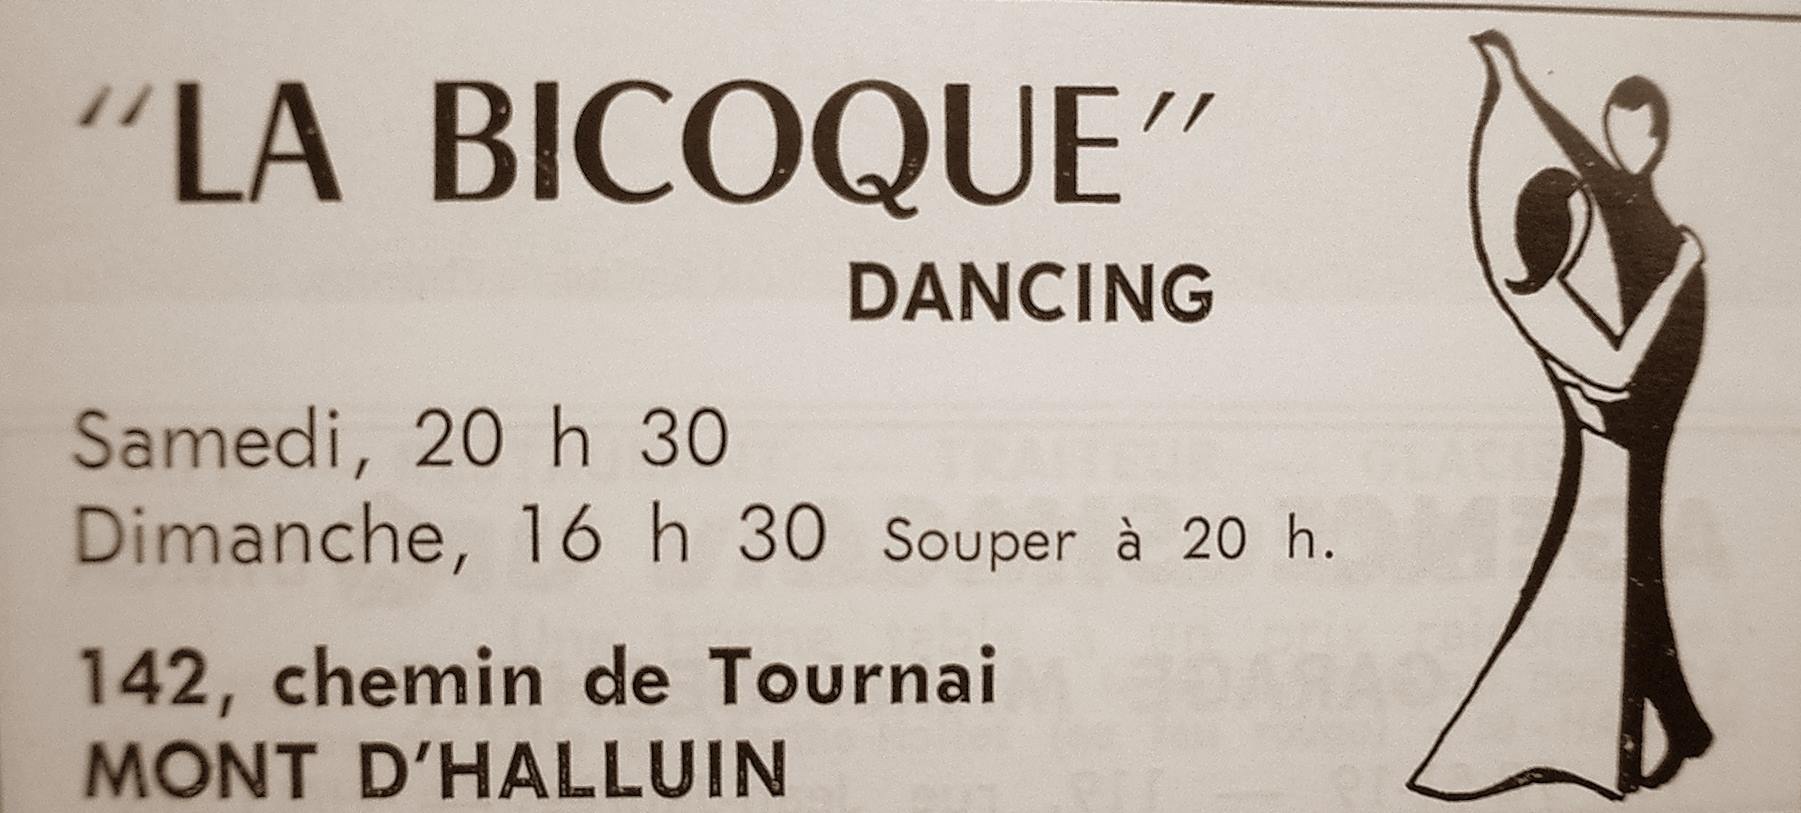 "LA BICOQUE"
DANCING
Samedi, 20 h 30
Dimanche, 16 h 30 Souper à 20 h.
142, chemin de Tournai
MONT D'HALLUIN